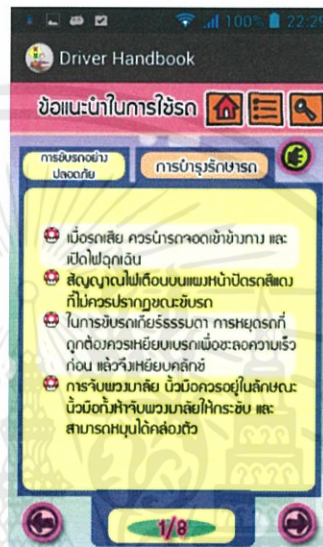 100% 22:29
Driver Handbook
ข้อแนะนำในการใช้รถ
การขับรถอย่าง
ปลอดภัย
การบำรุงรักษารถ
เมื่อรถเสีย ควรนำรถจอดเข้าข้างทาง และ
เปิดไฟฉุกเฉิน
สัญญาณไฟเตือนบนแผงหน้าปัดรถสีแดง
ที่ไม่ควรปรากฏขณะขับรถ
ในการขับรถเกียร์ธรรมดา การหยุดรถที่
ถูกต้องควรเหยียบเบรกเพื่อชะลอความเร็ว
ก่อน แล้วจึงเหยียบคลัทช์
การจับพวงมาลัย นิ้วมือควรอยู่ในลักษณะ
นิ้วมือทั้งห้าจับพวงมาลัยให้กระชับ และ
สามารถหมุนได้คล่องตัว
1/8